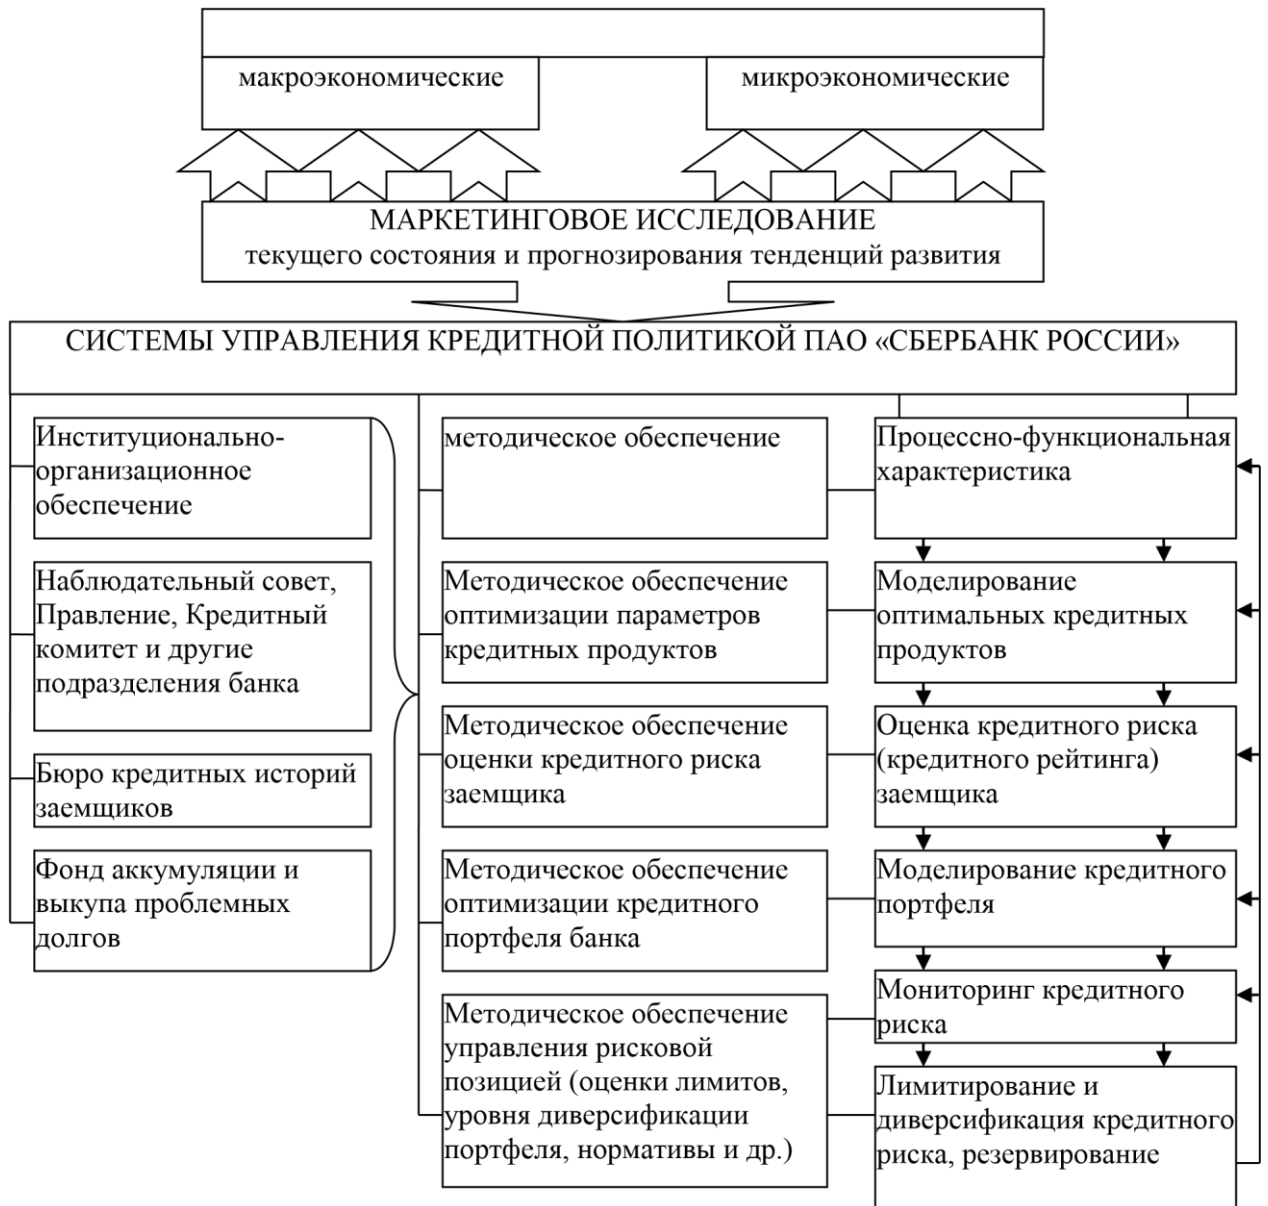 макроэкономические
микроэкономические
МАРКЕТИНГОВОЕ ИССЛЕДОВАНИЕ
текущего состояния и прогнозирования тенденций развития
СИСТЕМЫ УПРАВЛЕНИЯ КРЕДИТНОЙ ПОЛИТИКОЙ ПАО «СБЕРБАНК РОССИИ»
Институционально-
организационное
обеспечение
Наблюдательный совет,
Правление, Кредитный
комитет и другие
подразделения банка
Бюро кредитных историй
заемщиков
Фонд аккумуляции и
выкупа проблемных
долгов
методическое обеспечение
Методическое обеспечение
оптимизации параметров
кредитных продуктов
Методическое обеспечение
оценки кредитного риска
заемщика
Методическое обеспечение
оптимизации кредитного
портфеля банка
Методическое обеспечение
управления рисковой
позицией (оценки лимитов,
уровня диверсификации
портфеля, нормативы и др.)
Процессно-функциональная
характеристика
Моделирование
оптимальных кредитных
продуктов
Оценка кредитного риска
(кредитного рейтинга)
заемщика
Моделирование кредитного
портфеля
Мониторинг кредитного
риска
Лимитирование и
диверсификация кредитного
риска, резервирование